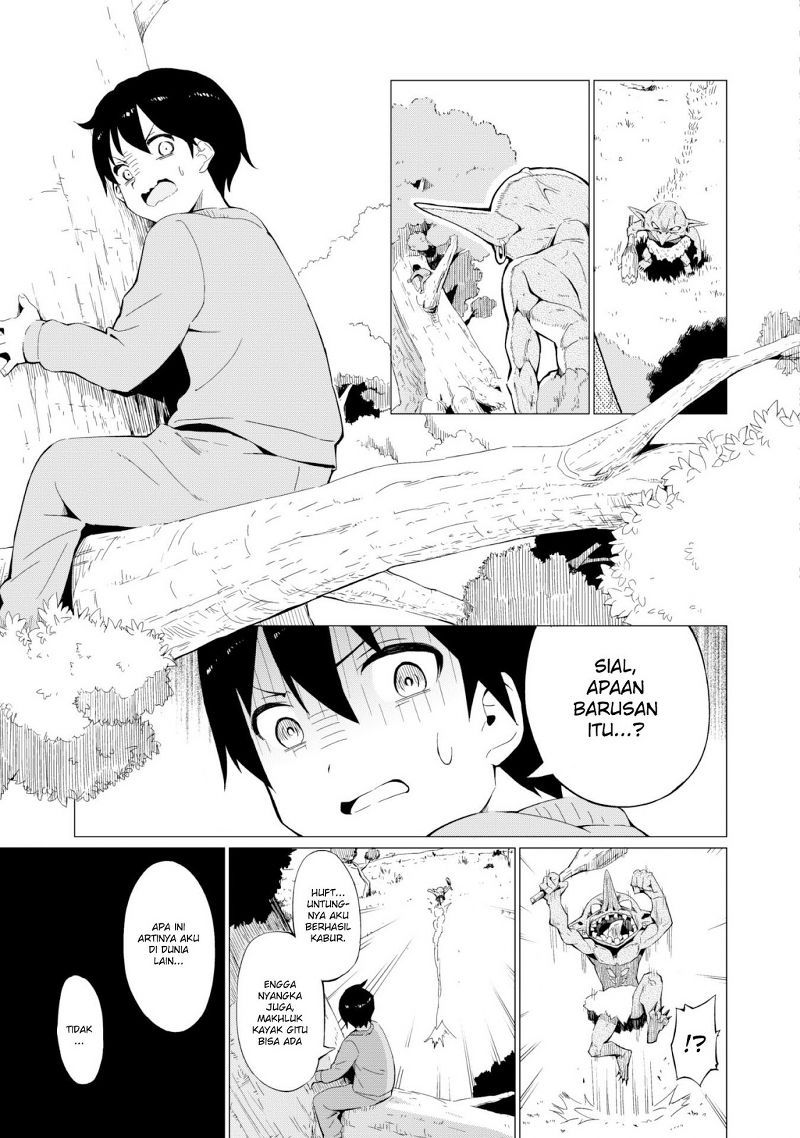 SIAL,
APAAN
BARUSAN
ITU...?
!?
HUFT...
UNTUNG-
NYA AKU
BERHASIL
KABUR.
ENGGA
NYANGKA
JUGA,
MAKHLUK
KAYAK GITU
BISA ADA
APA INI
ARTINYA AKU
DI DUNIA
LAIN...
TIDAK
...